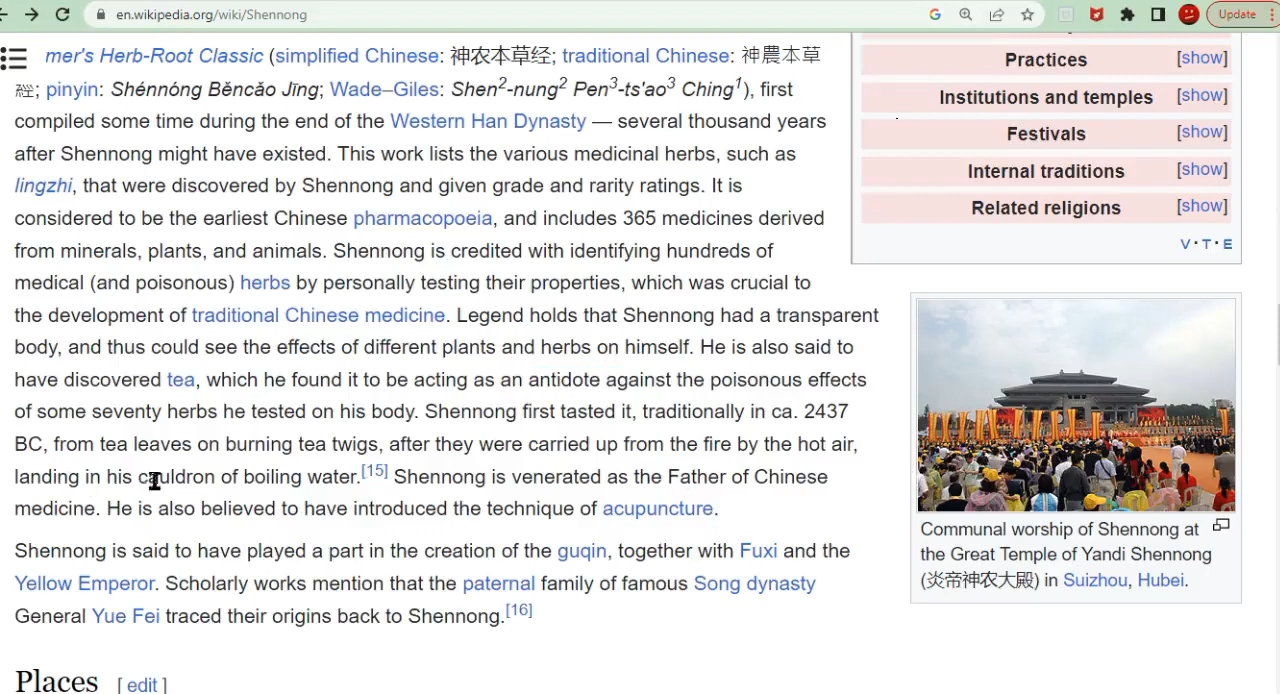 en.wikipedia.org/wiki/Shennong
Update
mer's Herb-Root Classic (simplified Chinese: 神农本草经; traditional Chinese: 神農本草
經; pinyin: Shénnóng Běncǎo Jīng; Wade–Giles: Shen2-nung2 Pen3-ts'ao3 Ching1), first
compiled some time during the end of the Western Han Dynasty — several thousand years
after Shennong might have existed. This work lists the various medicinal herbs, such as
lingzhi, that were discovered by Shennong and given grade and rarity ratings. It is
considered to be the earliest Chinese pharmacopoeia, and includes 365 medicines derived
from minerals, plants, and animals. Shennong is credited with identifying hundreds of
medical (and poisonous) herbs by personally testing their properties, which was crucial to
the development of traditional Chinese medicine. Legend holds that Shennong had a transparent
body, and thus could see the effects of different plants and herbs on himself. He is also said to
have discovered tea, which he found it to be acting as an antidote against the poisonous effects
of some seventy herbs he tested on his body. Shennong first tasted it, traditionally in ca. 2437
BC, from tea leaves on burning tea twigs, after they were carried up from the fire by the hot air,
landing in his cauldron of boiling water.[15] Shennong is venerated as the Father of Chinese
medicine. He is also believed to have introduced the technique of acupuncture.
Shennong is said to have played a part in the creation of the guqin, together with Fuxi and the
Yellow Emperor. Scholarly works mention that the paternal family of famous Song dynasty
General Yue Fei traced their origins back to Shennong.[16]
Places [ edit ]
Practices [show]
Institutions and temples [show]
Festivals [show]
Internal traditions [show]
Related religions [show]
V · T · E
Communal worship of Shennong at
the Great Temple of Yandi Shennong
(炎帝神农大殿) in Suizhou, Hubei.